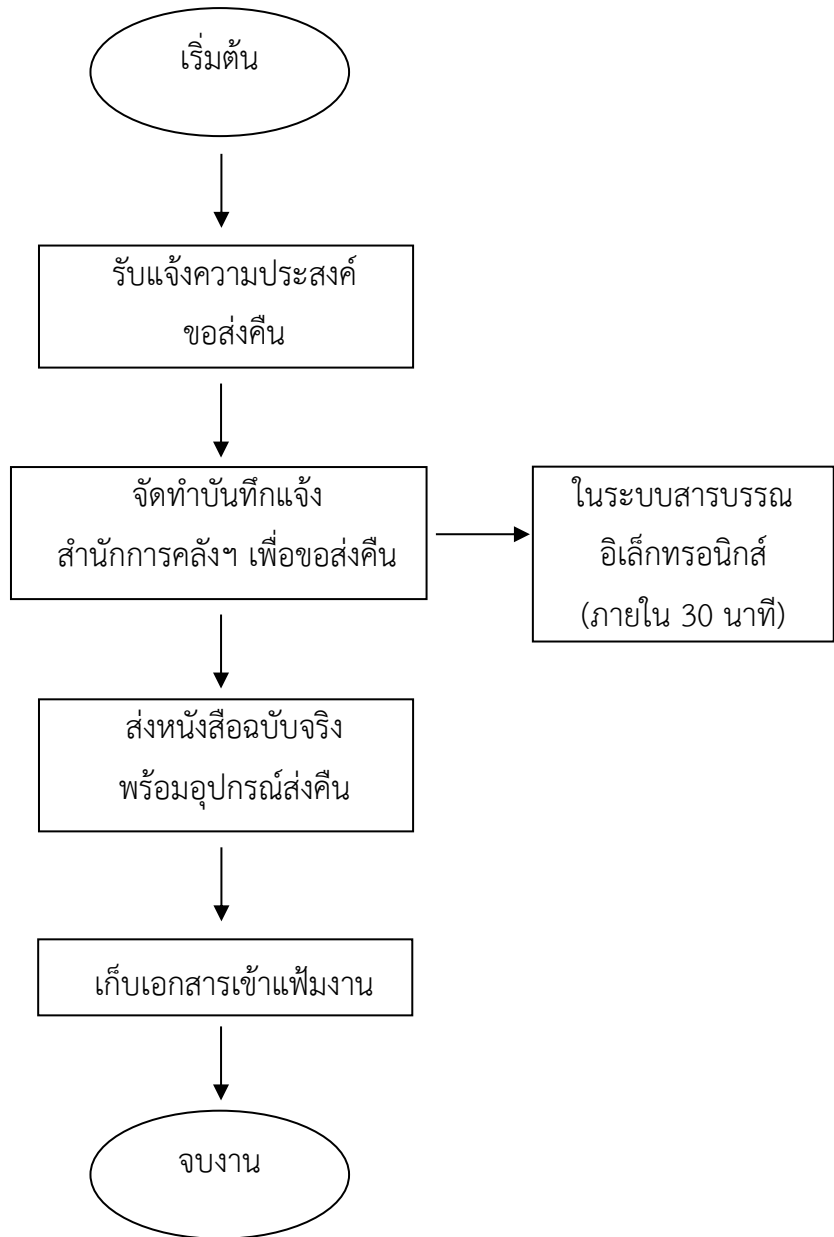 เริ่มต้น
รับแจ้งความประสงค์
ขอส่งคืน
จัดทำบันทึกแจ้ง
สำนักการคลังฯ เพื่อขอส่งคืน
ในระบบสารบรรณ
อิเล็กทรอนิกส์
(ภายใน 30 นาที)
ส่งหนังสือฉบับจริง
พร้อมอุปกรณ์ส่งคืน
เก็บเอกสารเข้าแฟ้มงาน
จบงาน